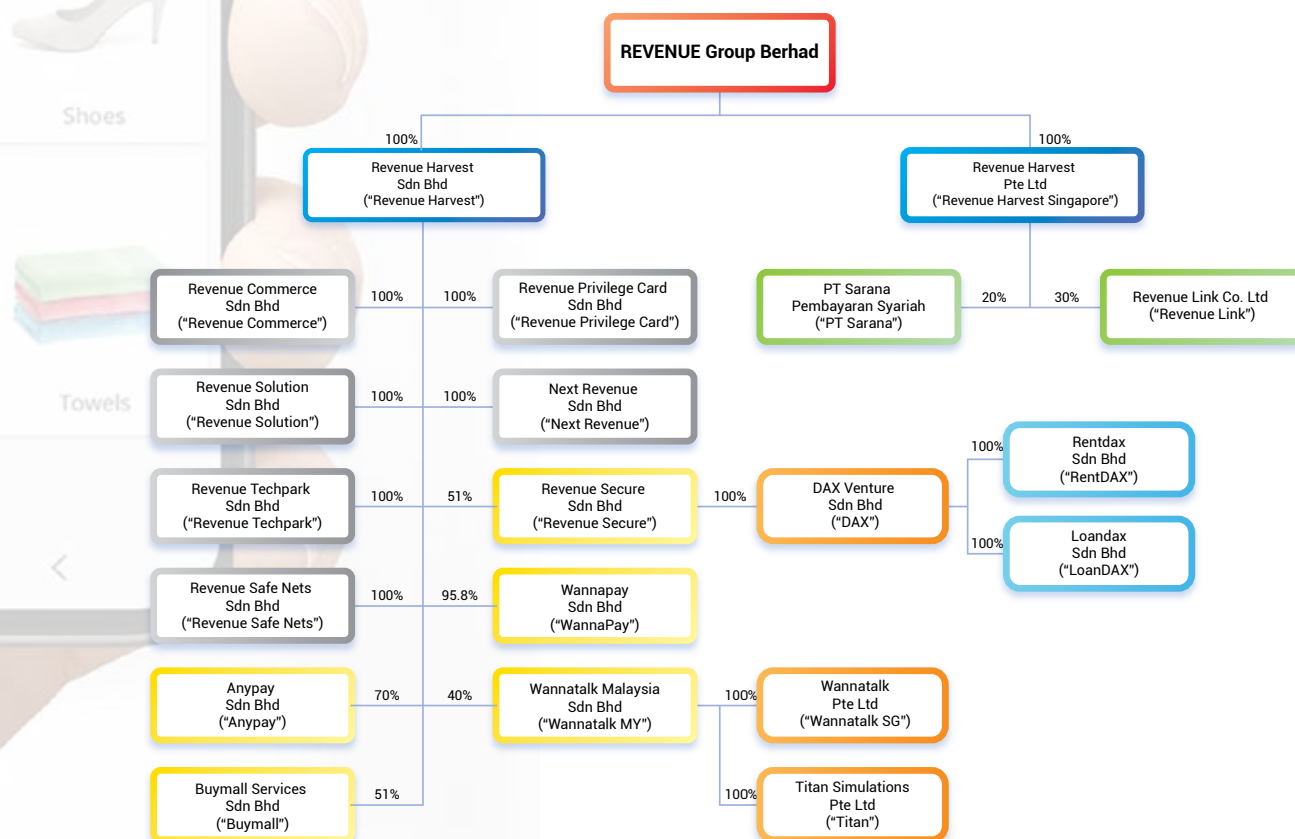 REVENUE Group Berhad
Shoes
100%
100%
Revenue Harvest
Sdn Bhd
(“Revenue Harvest”)
Revenue Harvest
Pte Ltd
(“Revenue Harvest Singapore”)
Revenue Commerce
Sdn Bhd
(“Revenue Commerce”)
100%
100%
Revenue Privilege Card
Sdn Bhd
(“Revenue Privilege Card”)
PT Sarana
Pembayaran Syariah
(“PT Sarana”)
20%
30%
Revenue Link Co. Ltd
(“Revenue Link”)
Towels
Revenue Solution
Sdn Bhd
(“Revenue Solution”)
100%
100%
Next Revenue
Sdn Bhd
(“Next Revenue”)
Revenue Techpark
Sdn Bhd
(“Revenue Techpark”)
100%
51%
Revenue Secure
Sdn Bhd
(“Revenue Secure”)
100%
DAX Venture
Sdn Bhd
(“DAX”)
100%
Rentdax
Sdn Bhd
(“RentDAX”)
100%
Loandax
Sdn Bhd
(“LoanDAX”)
Revenue Safe Nets
Sdn Bhd
(“Revenue Safe Nets”)
100%
95.8%
Wannapay
Sdn Bhd
(“WannaPay”)
Anypay
Sdn Bhd
(“Anypay”)
70%
40%
Wannatalk Malaysia
Sdn Bhd
(“Wannatalk MY”)
100%
Wannatalk
Pte Ltd
(“Wannatalk SG”)
Buymall Services
Sdn Bhd
(“Buymall”)
51%
100%
Titan Simulations
Pte Ltd
(“Titan”)